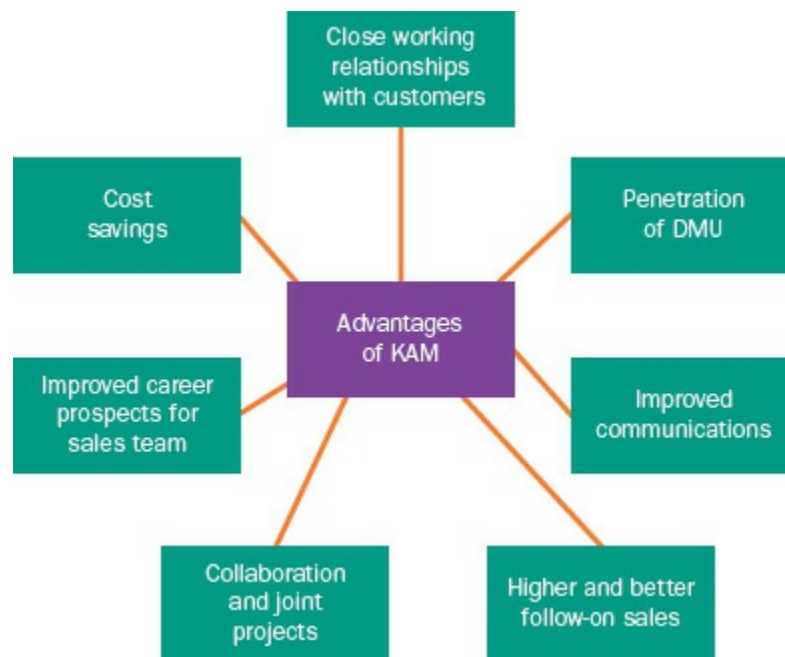 Close working
relationships
with customers
Cost
savings
Penetration
of DMU
Advantages
of KAM
Improved career
prospects for
sales team
Improved
communications
Collaboration
and joint
projects
Higher and better
follow-on sales